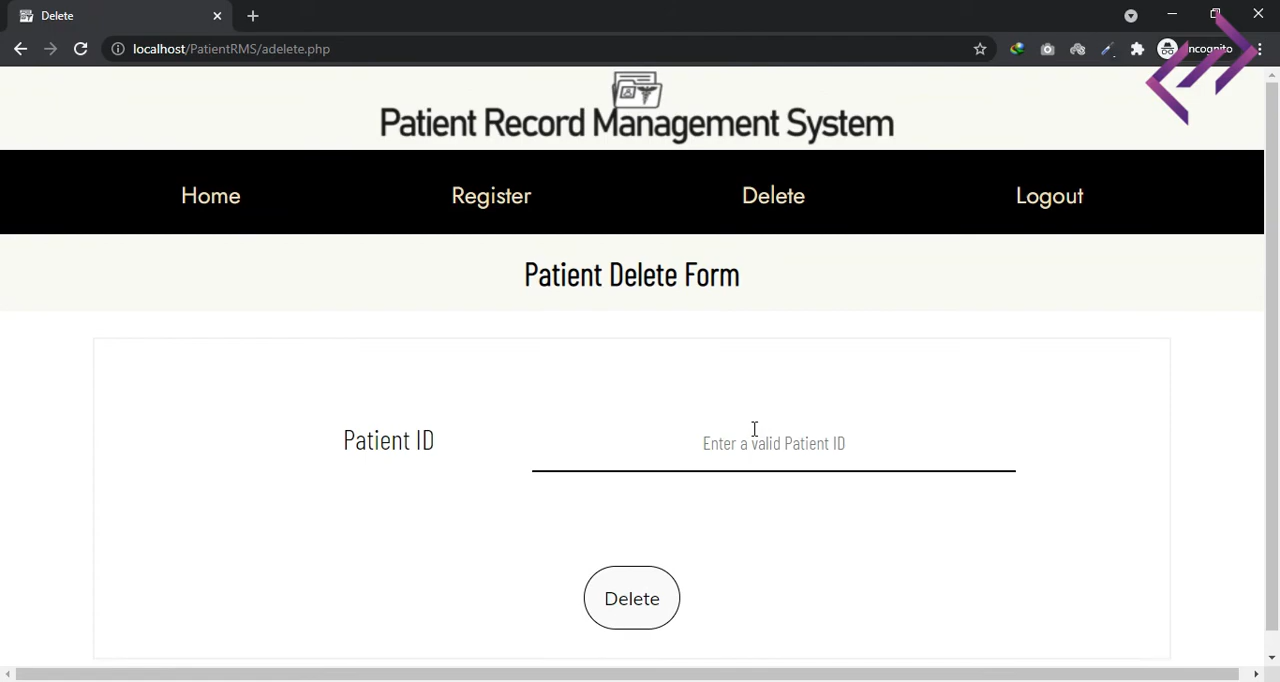 Delete
localhost/PatientRMS/adelete.php
Incognito
Patient Record Management System
Home Register Delete Logout
Patient Delete Form
Patient ID
Enter a valid Patient ID
Delete